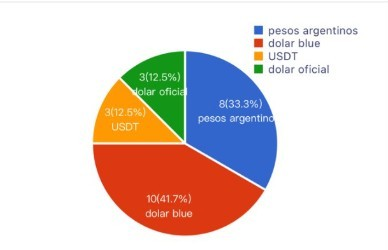 pesos argentinos
dolar blue
USDT
dolar oficial
3(12.5%)
dolar oficial
8(33.3%)
pesos argentino
3(12.5%)
USDT
10(41.7%)
dolar blue